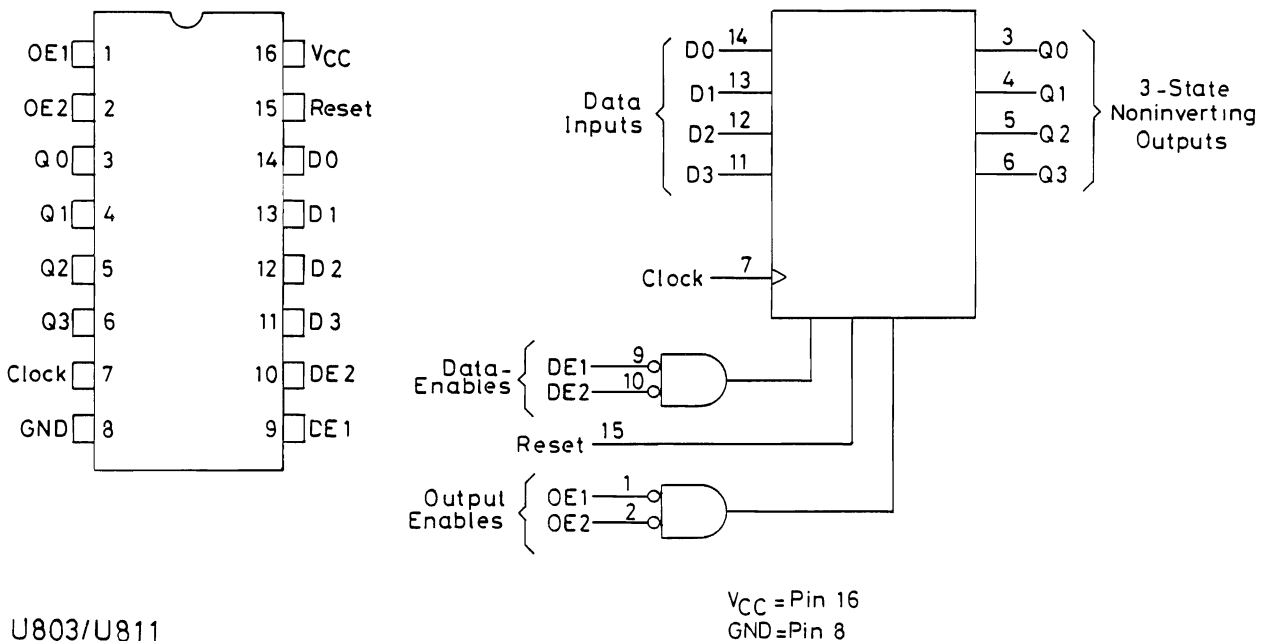 OE1 1 16 VCC
OE2 2 15 Reset
Q0 3 14 D0
Q1 4 13 D1
Q2 5 12 D2
Q3 6 11 D3
Clock 7 10 DE2
GND 8 9 DE1
Data
Inputs
D0 14
D1 13
D2 12
D3 11
3 Q0
4 Q1
5 Q2
6 Q3
3-State
Noninverting
Outputs
Clock 7
Data-
Enables
DE1 9
DE2 10
Reset 15
Output
Enables
OE1 1
OE2 2
VCC = Pin 16
GND = Pin 8
U803/U811